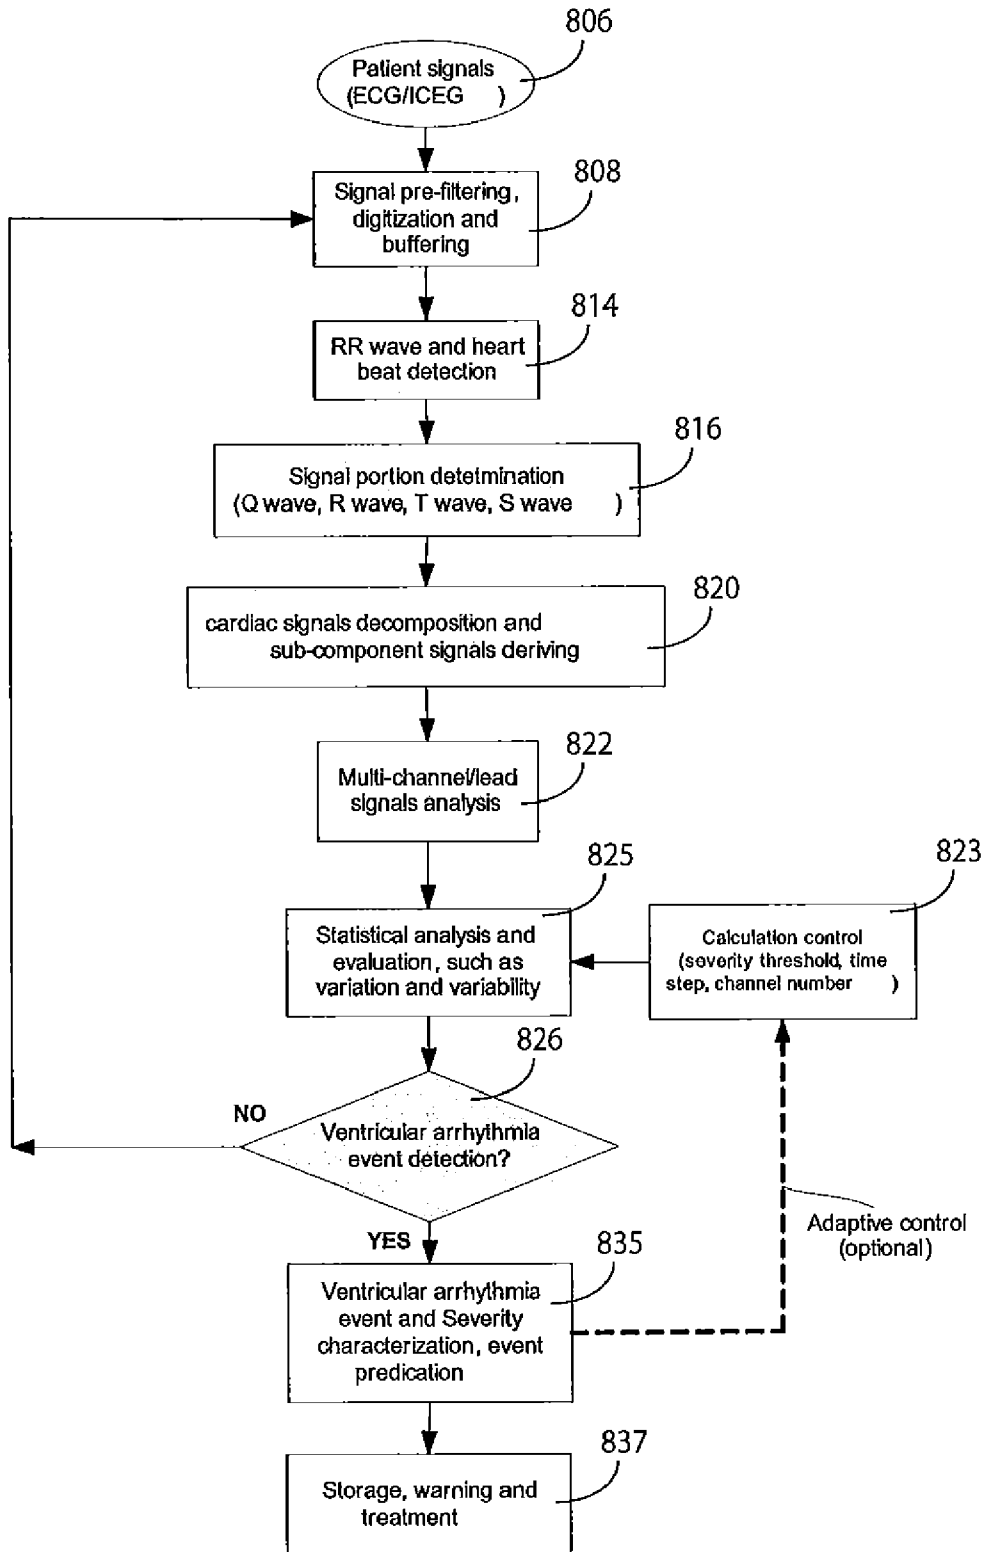 806
Patient signals
(ECG/ICEG )
808
Signal pre-filtering,
digitization and
buffering
814
RR wave and heart
beat detection
816
Signal portion detetmination
(Q wave, R wave, T wave, S wave )
820
cardiac signals decomposition and
sub-component signals deriving
822
Multi-channel/lead
signals analysis
825
Statistical analysis and
evaluation, such as
variation and variability
823
Calculation control
(severity threshold, time
step, channel number )
826
Ventricular arrhythmia
event detection?
NO
YES
Adaptive control
(optional)
835
Ventricular arrhythmia
event and Severity
characterization, event
predication
837
Storage, warning and
treatment